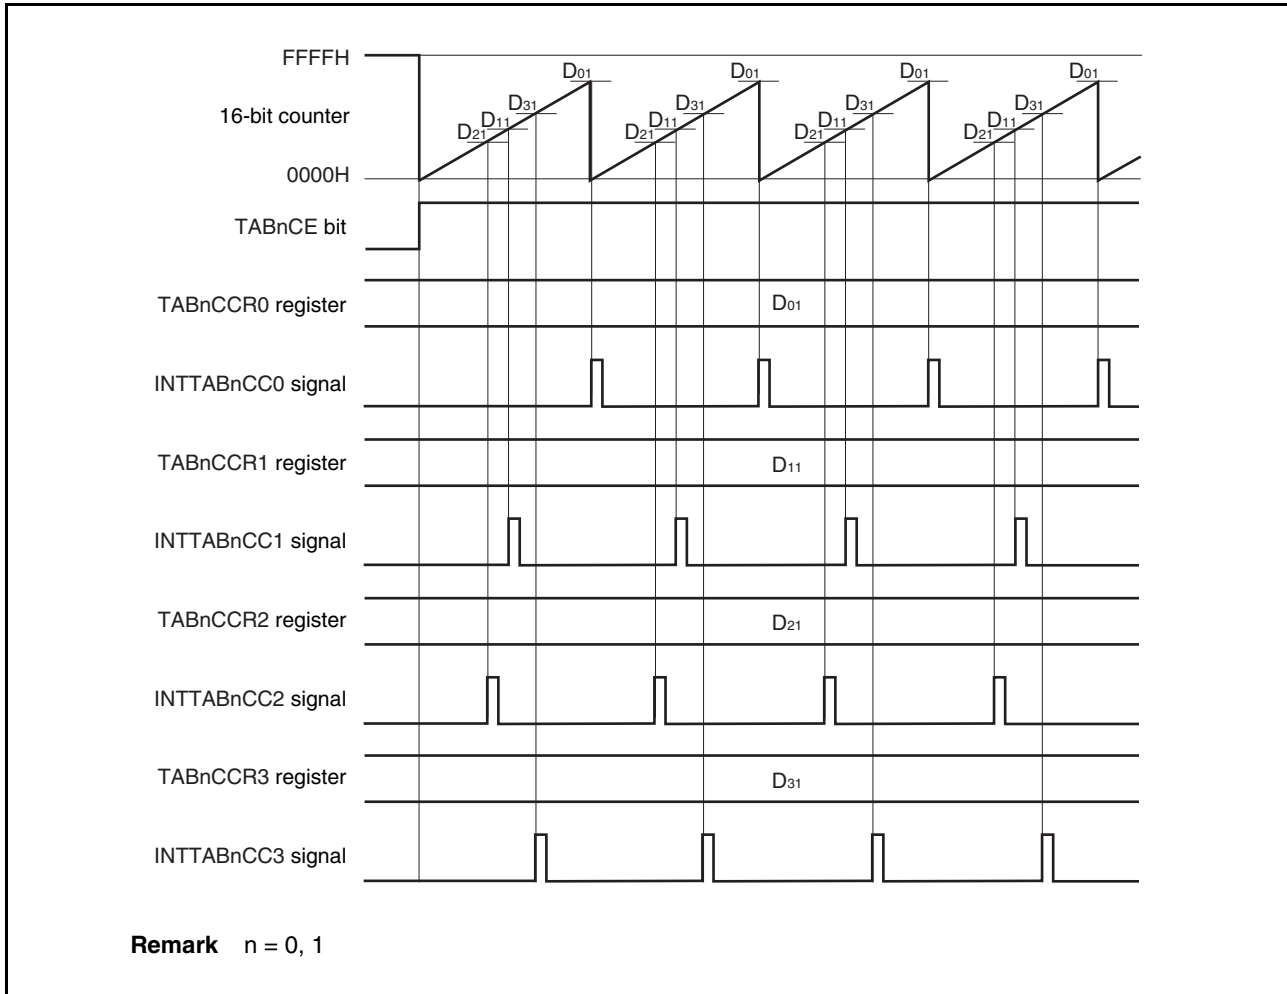 FFFFH
D01 D01 D01 D01
D31 D31 D31 D31
16-bit counter
D11 D11 D11 D11
D21 D21 D21 D21
0000H
TABnCE bit
TABnCCR0 register D01
INTTABnCC0 signal
TABnCCR1 register D11
INTTABnCC1 signal
TABnCCR2 register D21
INTTABnCC2 signal
TABnCCR3 register D31
INTTABnCC3 signal
Remark n = 0, 1